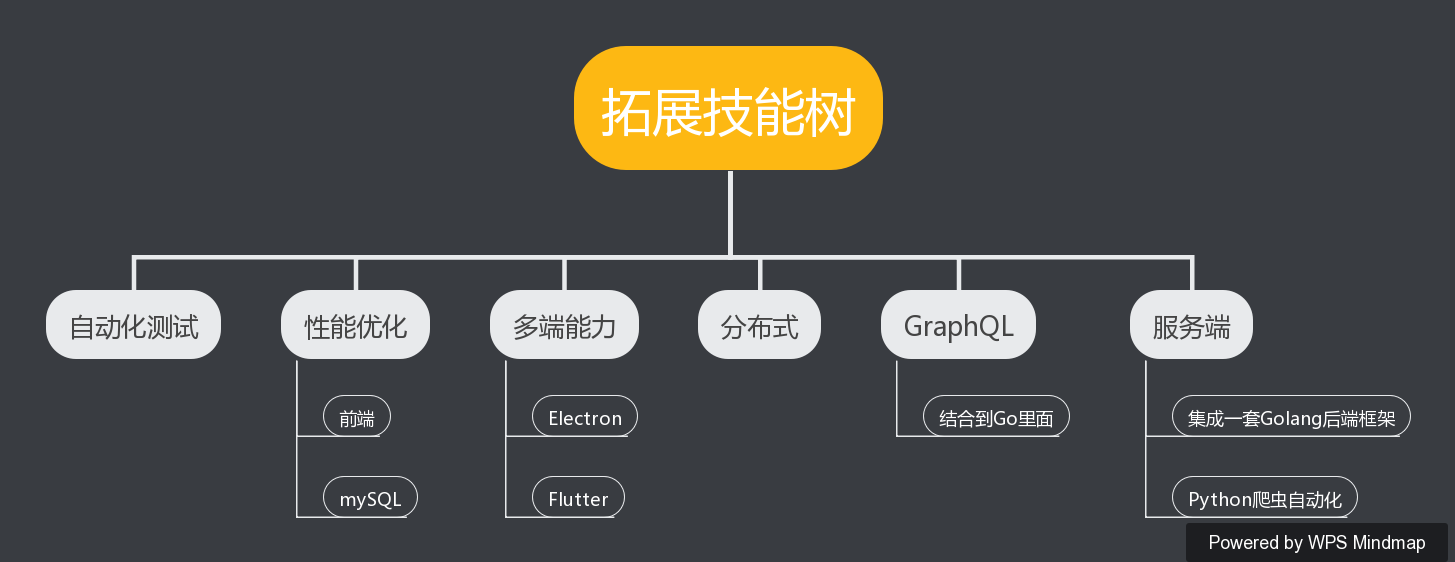 拓展技能树
自动化测试
性能优化
多端能力
分布式
GraphQL
服务端
前端
Electron
结合到Go里面
集成一套Golang后端框架
mySQL
Flutter
Python爬虫自动化
Powered by WPS Mindmap